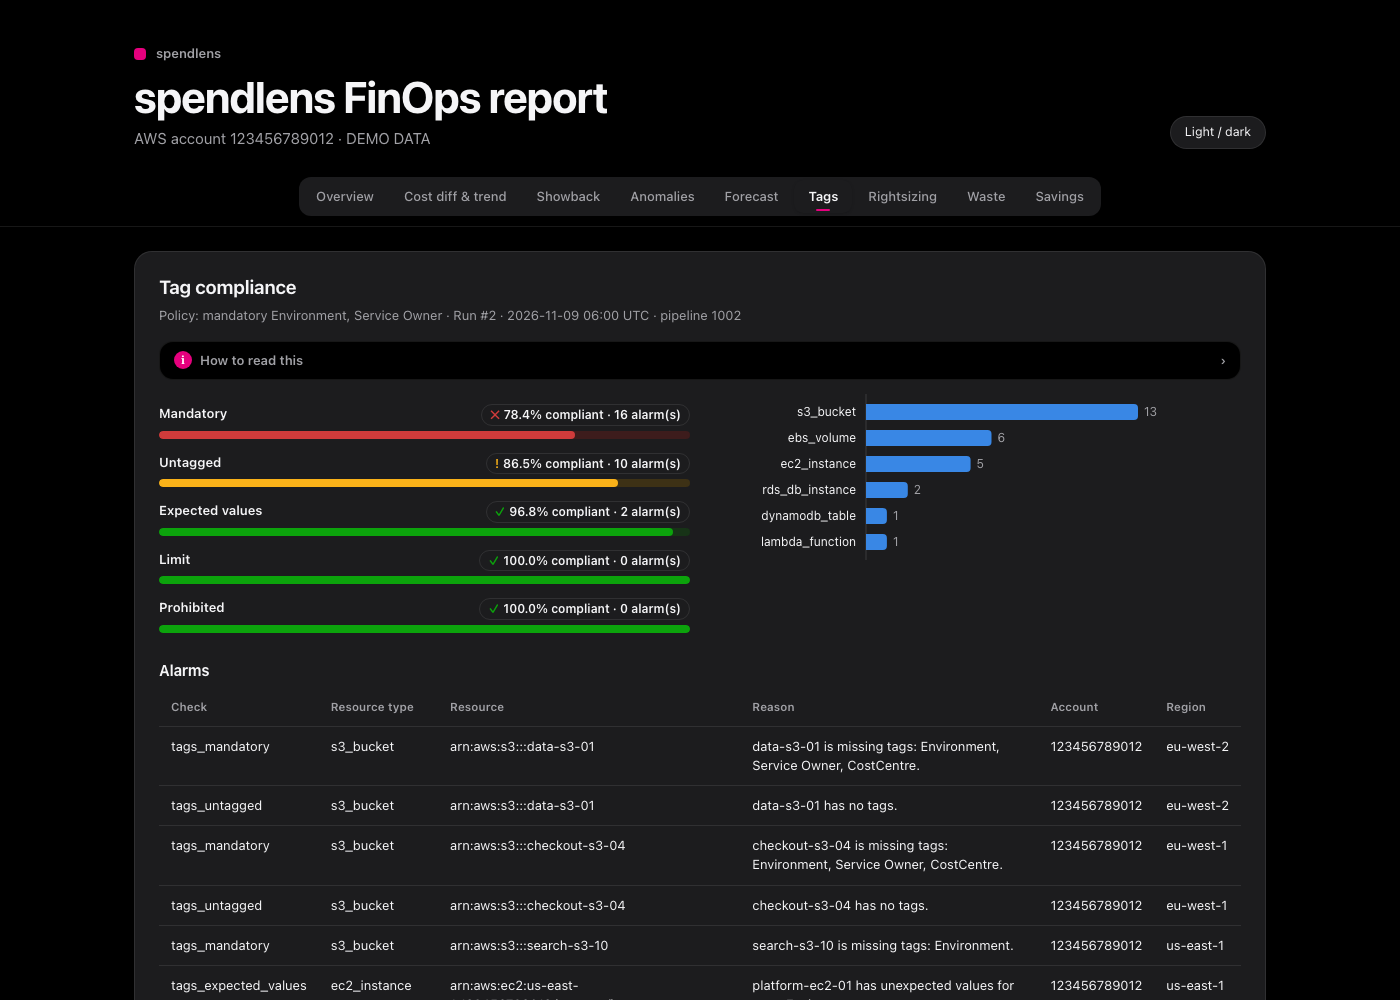 spendlens
spendlens FinOps report
AWS account 123456789012 · DEMO DATA
Light / dark
Overview Cost diff & trend Showback Anomalies Forecast Tags Rightsizing Waste Savings
Tag compliance
Policy: mandatory Environment, Service Owner · Run #2 · 2026-11-09 06:00 UTC · pipeline 1002
i How to read this ›
Mandatory ✕ 78.4% compliant · 16 alarm(s)
Untagged ! 86.5% compliant · 10 alarm(s)
Expected values ✓ 96.8% compliant · 2 alarm(s)
Limit ✓ 100.0% compliant · 0 alarm(s)
Prohibited ✓ 100.0% compliant · 0 alarm(s)
s3_bucket 13
ebs_volume 6
ec2_instance 5
rds_db_instance 2
dynamodb_table 1
lambda_function 1
Alarms
Check Resource type Resource Reason Account Region
tags_mandatory s3_bucket arn:aws:s3:::data-s3-01 data-s3-01 is missing tags: Environment, 123456789012 eu-west-2
Service Owner, CostCentre.
tags_untagged s3_bucket arn:aws:s3:::data-s3-01 data-s3-01 has no tags. 123456789012 eu-west-2
tags_mandatory s3_bucket arn:aws:s3:::checkout-s3-04 checkout-s3-04 is missing tags: 123456789012 eu-west-1
Environment, Service Owner, CostCentre.
tags_untagged s3_bucket arn:aws:s3:::checkout-s3-04 checkout-s3-04 has no tags. 123456789012 eu-west-1
tags_mandatory s3_bucket arn:aws:s3:::search-s3-10 search-s3-10 is missing tags: Environment. 123456789012 us-east-1
tags_expected_values ec2_instance arn:aws:ec2:us-east- platform-ec2-01 has unexpected values for 123456789012 us-east-1